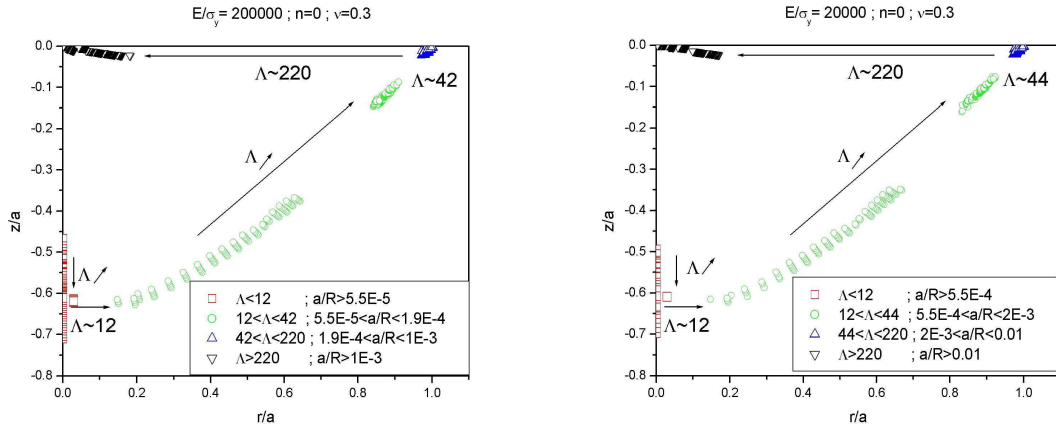 E/σy = 200000 ; n=0 ; ν=0.3
0.0
-0.1
-0.2
-0.3
-0.4
-0.5
-0.6
-0.7
-0.8
z/a
Λ~220
Λ~42
Λ
Λ
Λ~12
Λ<12 ; a/R>5.5E-5
12<Λ<42 ; 5.5E-5<a/R<1.9E-4
42<Λ<220 ; 1.9E-4<a/R<1E-3
Λ>220 ; a/R>1E-3
0.0 0.2 0.4 0.6 0.8 1.0
r/a
E/σy = 20000 ; n=0 ; ν=0.3
0.0
-0.1
-0.2
-0.3
-0.4
-0.5
-0.6
-0.7
-0.8
z/a
Λ~220
Λ~44
Λ
Λ
Λ~12
Λ<12 ; a/R>5.5E-4
12<Λ<44 ; 5.5E-4<a/R<2E-3
44<Λ<220 ; 2E-3<a/R<0.01
Λ>220 ; a/R>0.01
0.0 0.2 0.4 0.6 0.8 1.0
r/a